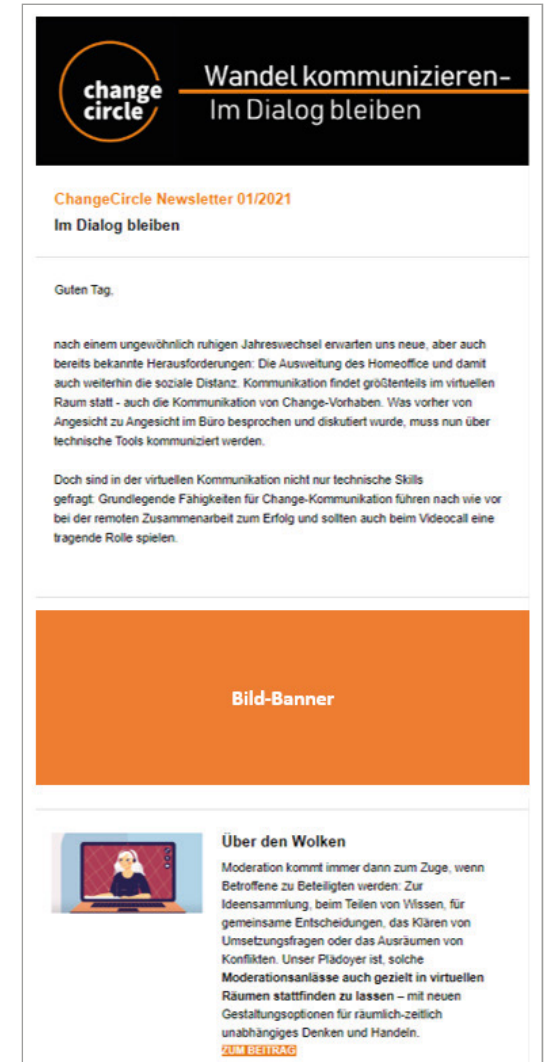 change
circle
Wandel kommunizieren-
Im Dialog bleiben
ChangeCircle Newsletter 01/2021
Im Dialog bleiben
Guten Tag,
nach einem ungewöhnlich ruhigen Jahreswechsel erwarten uns neue, aber auch
bereits bekannte Herausforderungen: Die Ausweitung des Homeoffice und damit
auch weiterhin die soziale Distanz. Kommunikation findet größtenteils im virtuellen
Raum statt - auch die Kommunikation von Change-Vorhaben. Was vorher von
Angesicht zu Angesicht im Büro besprochen und diskutiert wurde, muss nun über
technische Tools kommuniziert werden.
Doch sind in der virtuellen Kommunikation nicht nur technische Skills
gefragt: Grundlegende Fähigkeiten für Change-Kommunikation führen nach wie vor
bei der remoten Zusammenarbeit zum Erfolg und sollten auch beim Videocall eine
tragende Rolle spielen.
Bild-Banner
Über den Wolken
Moderation kommt immer dann zum Zuge, wenn
Betroffene zu Beteiligten werden: Zur
Ideensammlung, beim Teilen von Wissen, für
gemeinsame Entscheidungen, das Klären von
Umsetzungsfragen oder das Ausräumen von
Konflikten. Unser Plädoyer ist, solche
Moderationsanlässe auch gezielt in virtuellen
Räumen stattfinden zu lassen – mit neuen
Gestaltungsoptionen für räumlich-zeitlich
unabhängiges Denken und Handeln.
ZUM BEITRAG